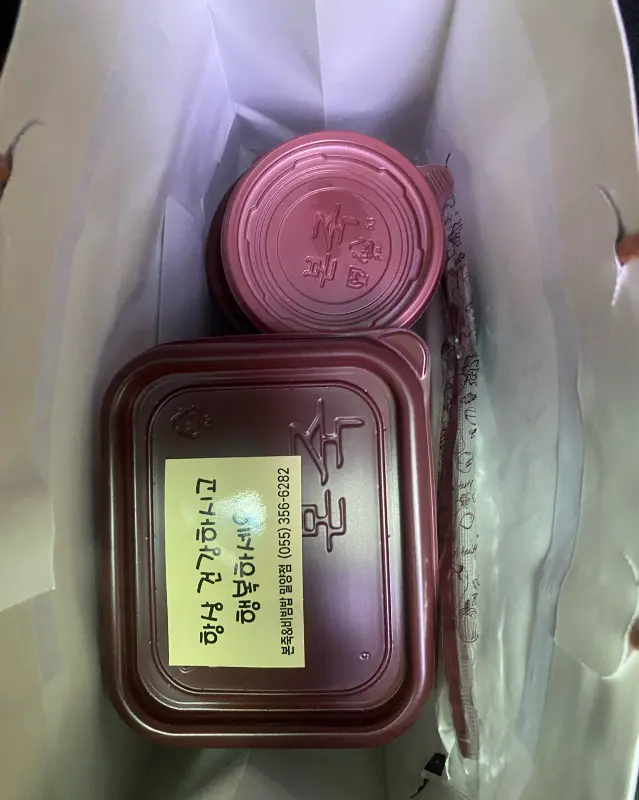 본죽
본죽
항상 건강하시고
행복하세요
본죽&비빔밥 밀양점 (055) 356-6282